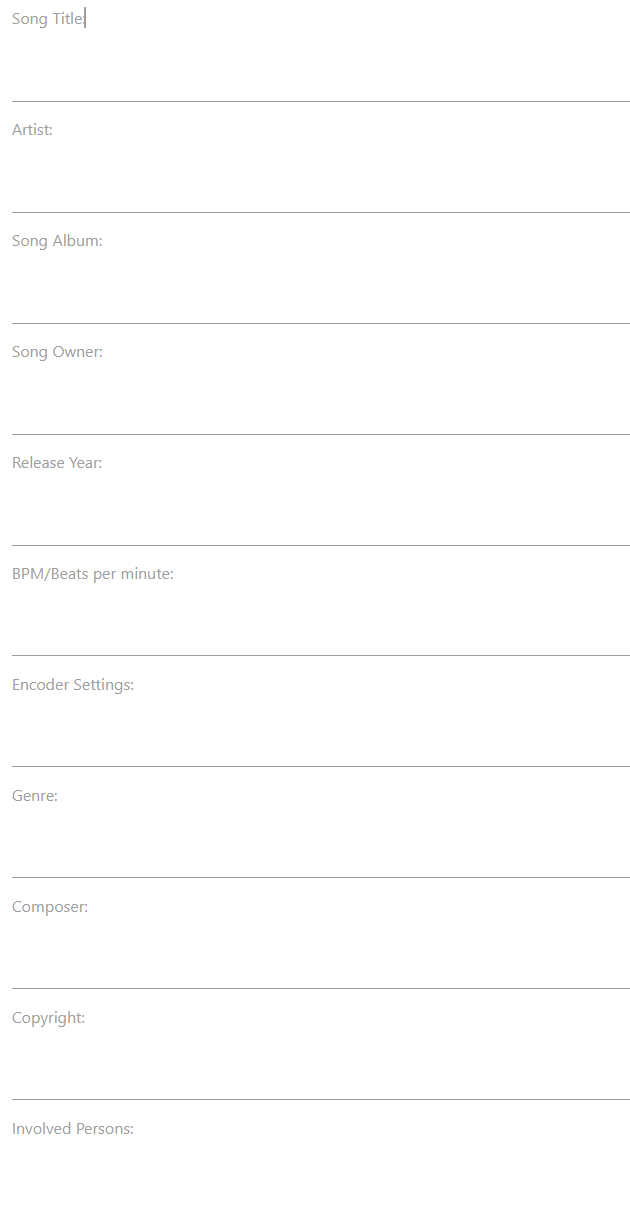 Song Title:
Artist:
Song Album:
Song Owner:
Release Year:
BPM/Beats per minute:
Encoder Settings:
Genre:
Composer:
Copyright:
Involved Persons: